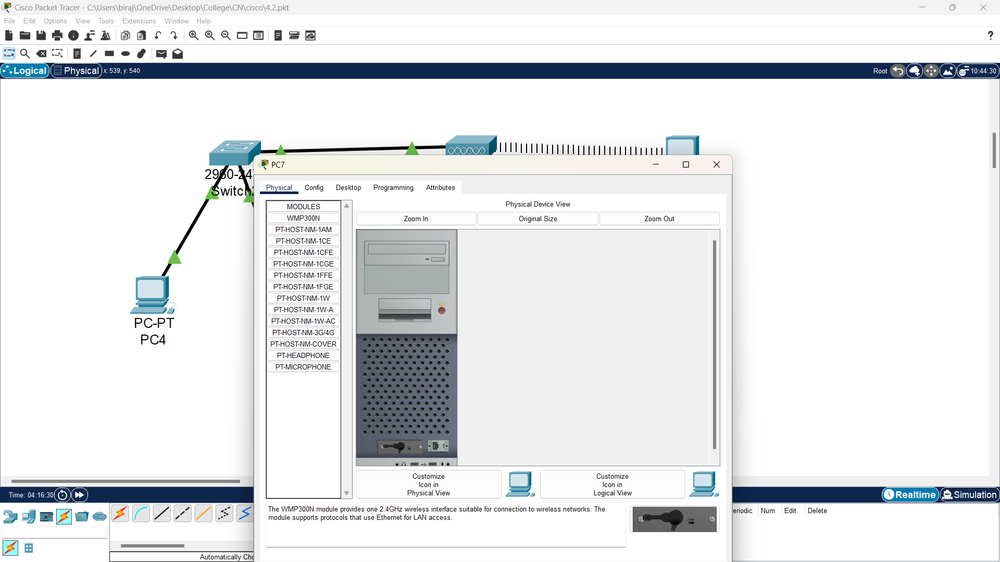 Cisco Packet Tracer - C:\Users\biraj\OneDrive\Desktop\College\CN\cisco\4.2.pkt
File Edit Options View Tools Extensions Window Help
?
Logical Physical x: 539, y: 540 Root 10:44:30
2960-24
Switch
PC-PT
PC4
PC7
Physical Config Desktop Programming Attributes
MODULES
WMP300N
PT-HOST-NM-1AM
PT-HOST-NM-1CE
PT-HOST-NM-1CFE
PT-HOST-NM-1CGE
PT-HOST-NM-1FFE
PT-HOST-NM-1FGE
PT-HOST-NM-1W
PT-HOST-NM-1W-A
PT-HOST-NM-1W-AC
PT-HOST-NM-3G/4G
PT-HOST-NM-COVER
PT-HEADPHONE
PT-MICROPHONE
Physical Device View
Zoom In Original Size Zoom Out
Customize
Icon in
Physical View
Customize
Icon in
Logical View
The WMP300N module provides one 2.4GHz wireless interface suitable for connection to wireless networks. The
module supports protocols that use Ethernet for LAN access.
LINK
Time: 04:16:30
Realtime Simulation
eriodic Num Edit Delete
Automatically Cho